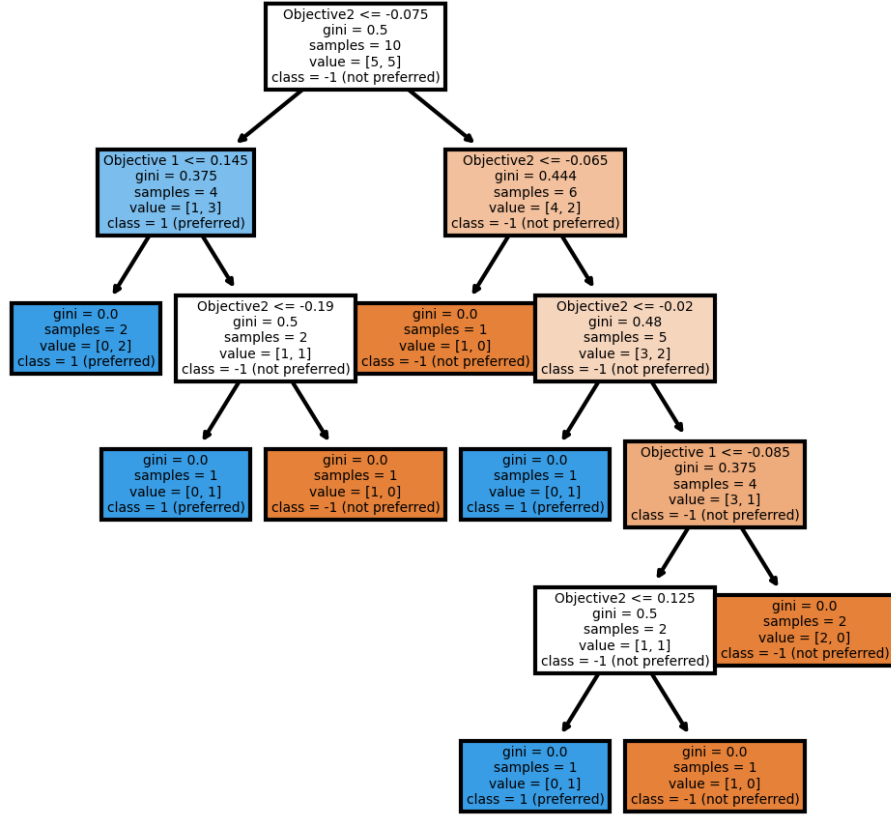 Objective2 <= -0.075
gini = 0.5
samples = 10
value = [5, 5]
class = -1 (not preferred)
Objective 1 <= 0.145
gini = 0.375
samples = 4
value = [1, 3]
class = 1 (preferred)
Objective2 <= -0.065
gini = 0.444
samples = 6
value = [4, 2]
class = -1 (not preferred)
gini = 0.0
samples = 2
value = [0, 2]
class = 1 (preferred)
Objective2 <= -0.19
gini = 0.5
samples = 2
value = [1, 1]
class = -1 (not preferred)
gini = 0.0
samples = 1
value = [1, 0]
class = -1 (not preferred)
Objective2 <= -0.02
gini = 0.48
samples = 5
value = [3, 2]
class = -1 (not preferred)
gini = 0.0
samples = 1
value = [0, 1]
class = 1 (preferred)
gini = 0.0
samples = 1
value = [1, 0]
class = -1 (not preferred)
gini = 0.0
samples = 1
value = [0, 1]
class = 1 (preferred)
Objective 1 <= -0.085
gini = 0.375
samples = 4
value = [3, 1]
class = -1 (not preferred)
Objective2 <= 0.125
gini = 0.5
samples = 2
value = [1, 1]
class = -1 (not preferred)
gini = 0.0
samples = 2
value = [2, 0]
class = -1 (not preferred)
gini = 0.0
samples = 1
value = [0, 1]
class = 1 (preferred)
gini = 0.0
samples = 1
value = [1, 0]
class = -1 (not preferred)